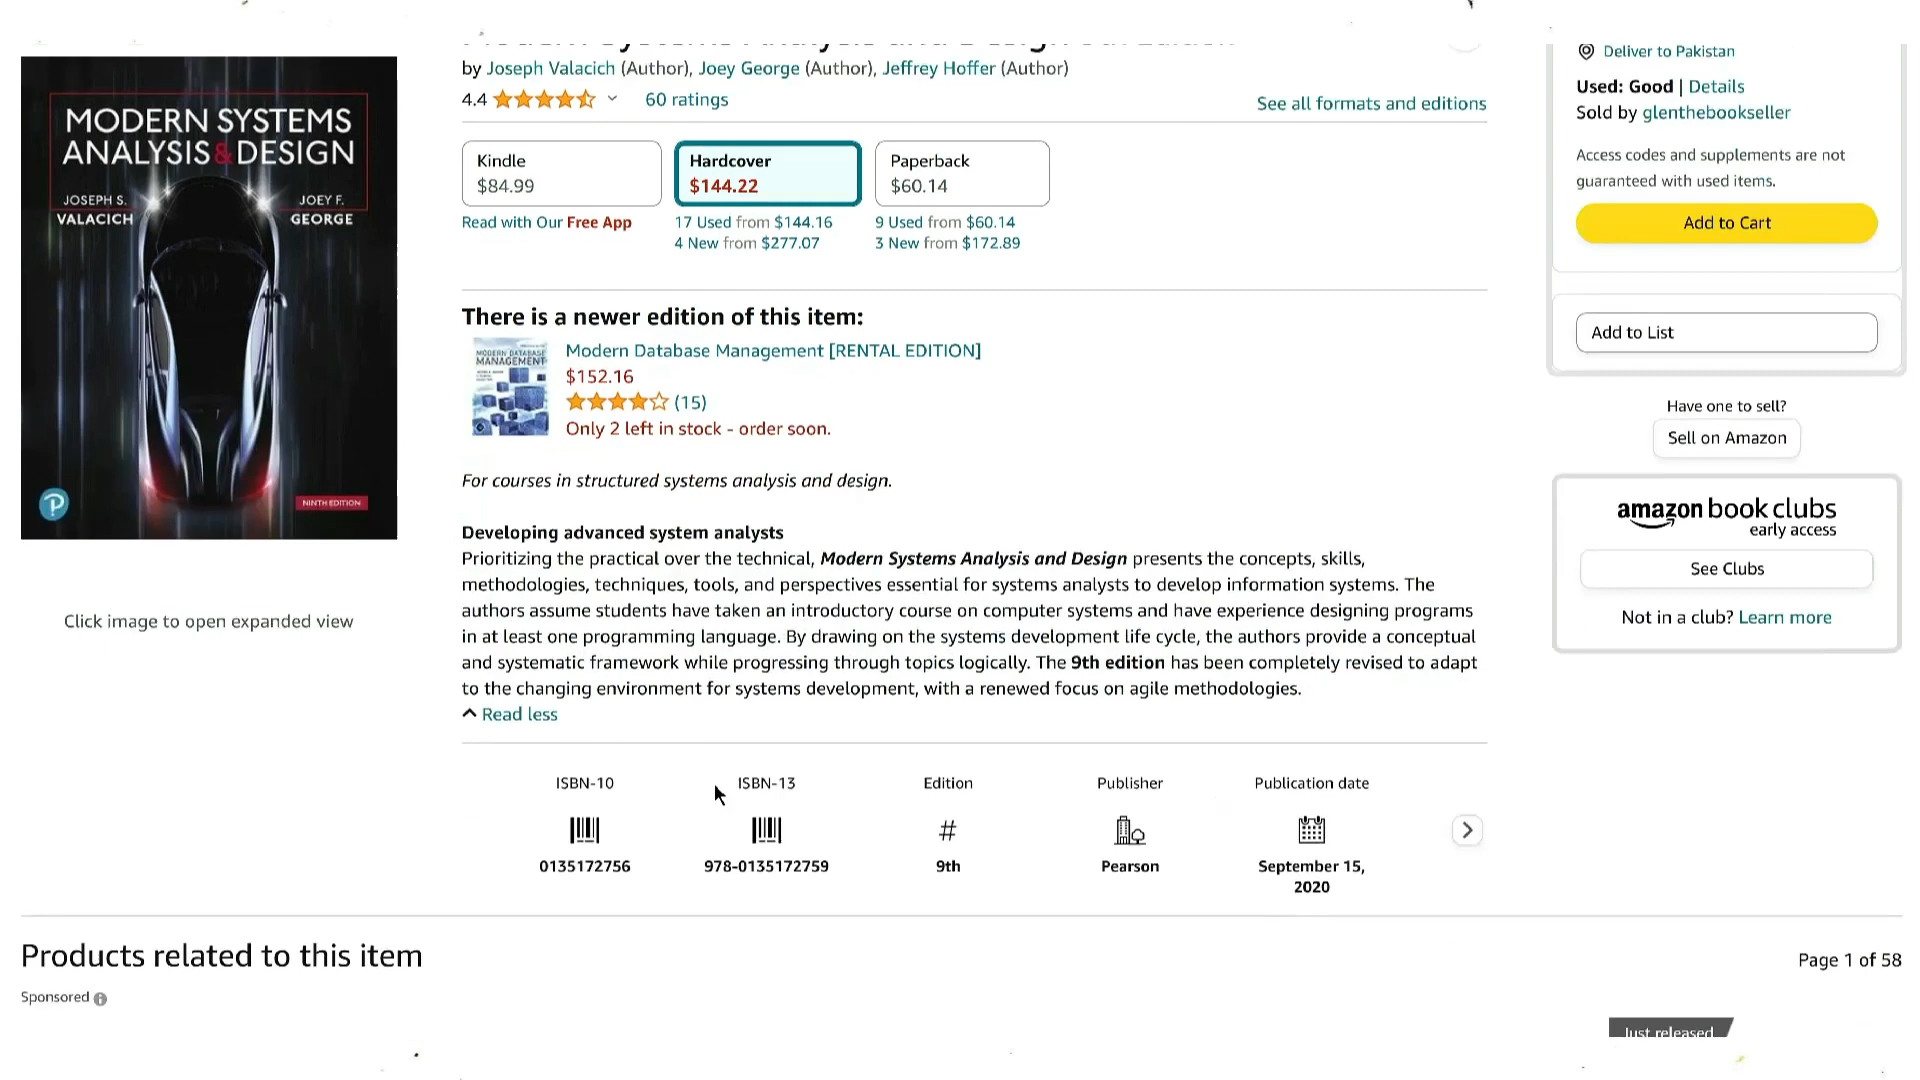 Modern Systems Analysis and Design 9th Edition
by Joseph Valacich (Author), Joey George (Author), Jeffrey Hoffer (Author)
4.4 60 ratings
See all formats and editions
MODERN SYSTEMS
ANALYSIS & DESIGN
JOSEPH S.
VALACICH
JOEY F.
GEORGE
NINTH EDITION
P
Click image to open expanded view
Kindle
$84.99
Read with Our Free App
Hardcover
$144.22
17 Used from $144.16
4 New from $277.07
Paperback
$60.14
9 Used from $60.14
3 New from $172.89
There is a newer edition of this item:
MODERN DATABASE
MANAGEMENT
Modern Database Management [RENTAL EDITION]
$152.16
(15)
Only 2 left in stock - order soon.
For courses in structured systems analysis and design.
Developing advanced system analysts
Prioritizing the practical over the technical, Modern Systems Analysis and Design presents the concepts, skills,
methodologies, techniques, tools, and perspectives essential for systems analysts to develop information systems. The
authors assume students have taken an introductory course on computer systems and have experience designing programs
in at least one programming language. By drawing on the systems development life cycle, the authors provide a conceptual
and systematic framework while progressing through topics logically. The 9th edition has been completely revised to adapt
to the changing environment for systems development, with a renewed focus on agile methodologies.
Read less
ISBN-10
0135172756
ISBN-13
978-0135172759
Edition
#
9th
Publisher
Pearson
Publication date
September 15,
2020
Deliver to Pakistan
Used: Good | Details
Sold by glenthebookseller
Access codes and supplements are not
guaranteed with used items.
Add to Cart
Add to List
Have one to sell?
Sell on Amazon
amazon book clubs
early access
See Clubs
Not in a club? Learn more
Products related to this item
Page 1 of 58
Sponsored
Just released